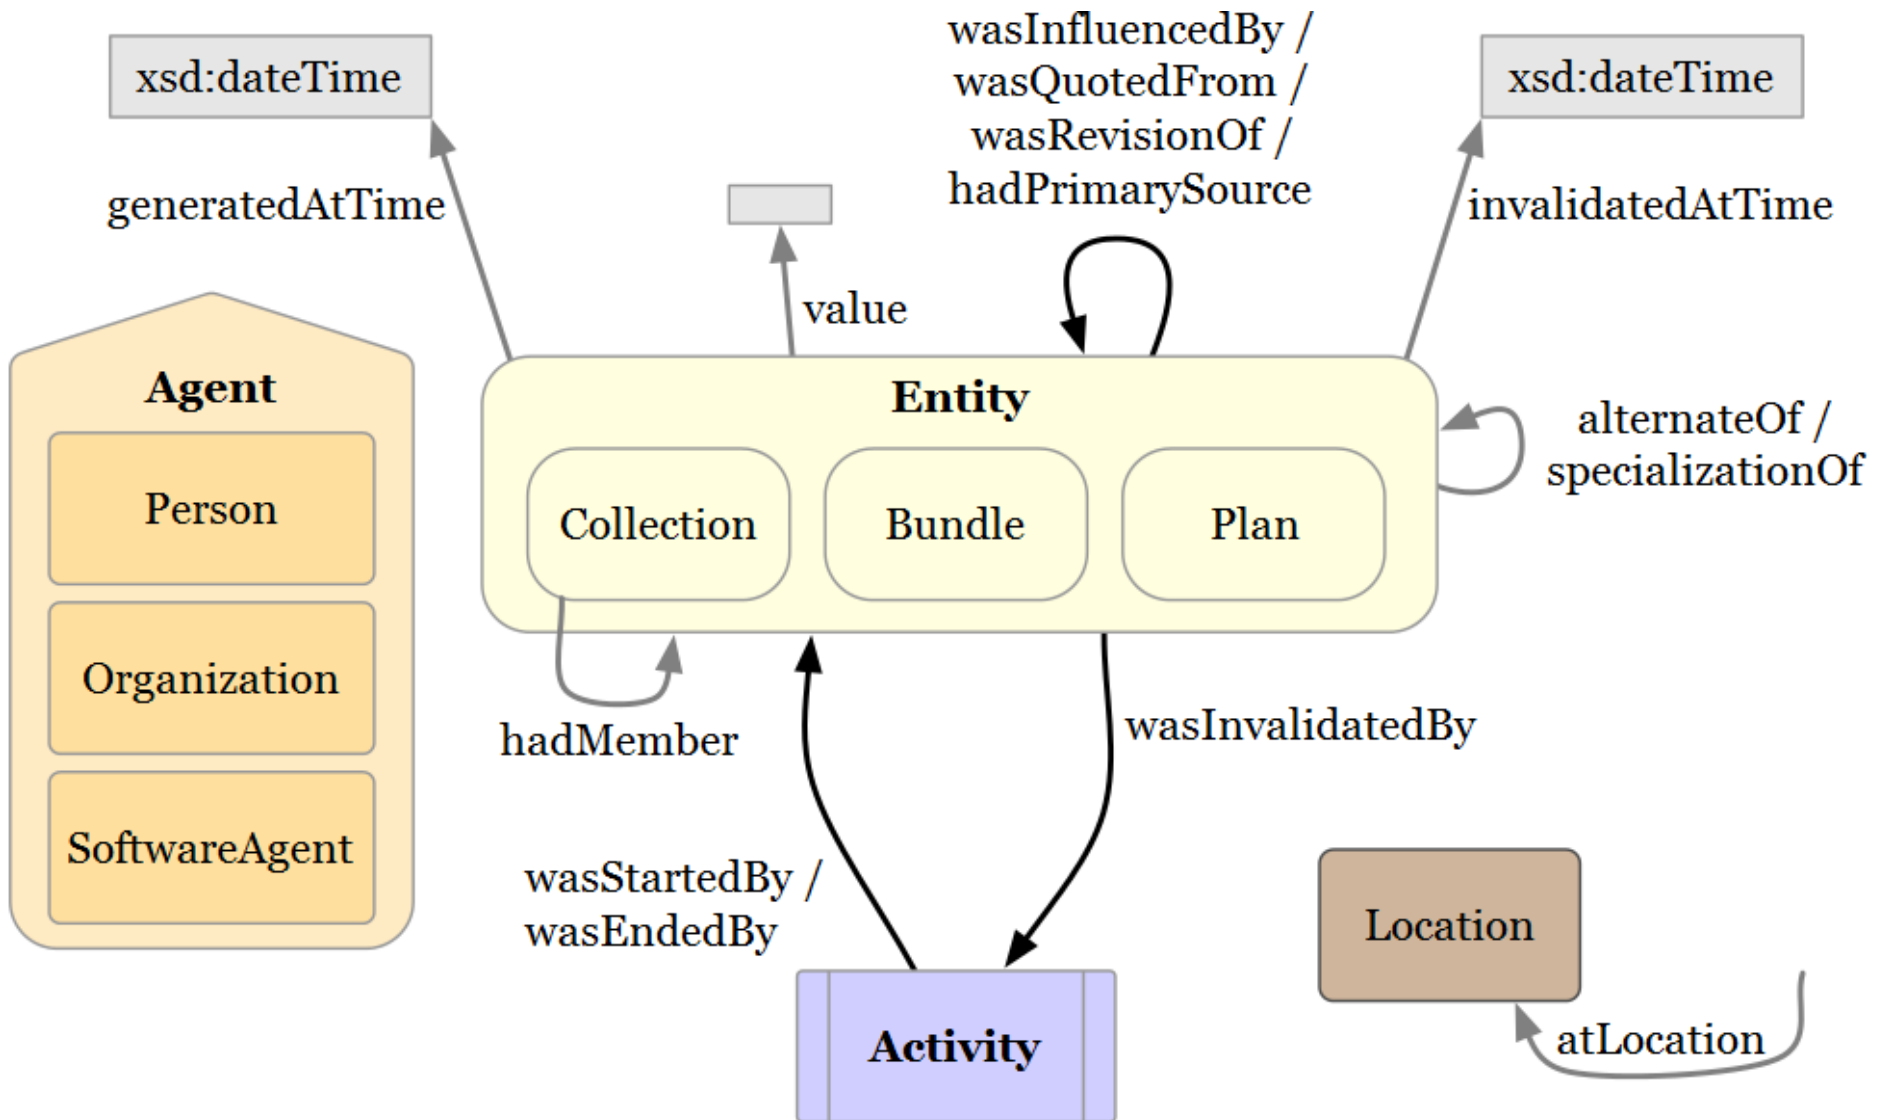 wasInfluencedBy /
wasQuotedFrom /
wasRevisionOf /
hadPrimarySource
xsd:dateTime
xsd:dateTime
generatedAtTime
invalidatedAtTime
value
Agent
Person
Organization
SoftwareAgent
Entity
Collection
Bundle
Plan
alternateOf /
specializationOf
hadMember
wasInvalidatedBy
wasStartedBy /
wasEndedBy
Location
Activity
atLocation